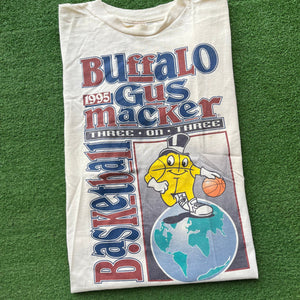 BuffaLO
1995 Gus
macker
THREE • ON • THREE
Basketball